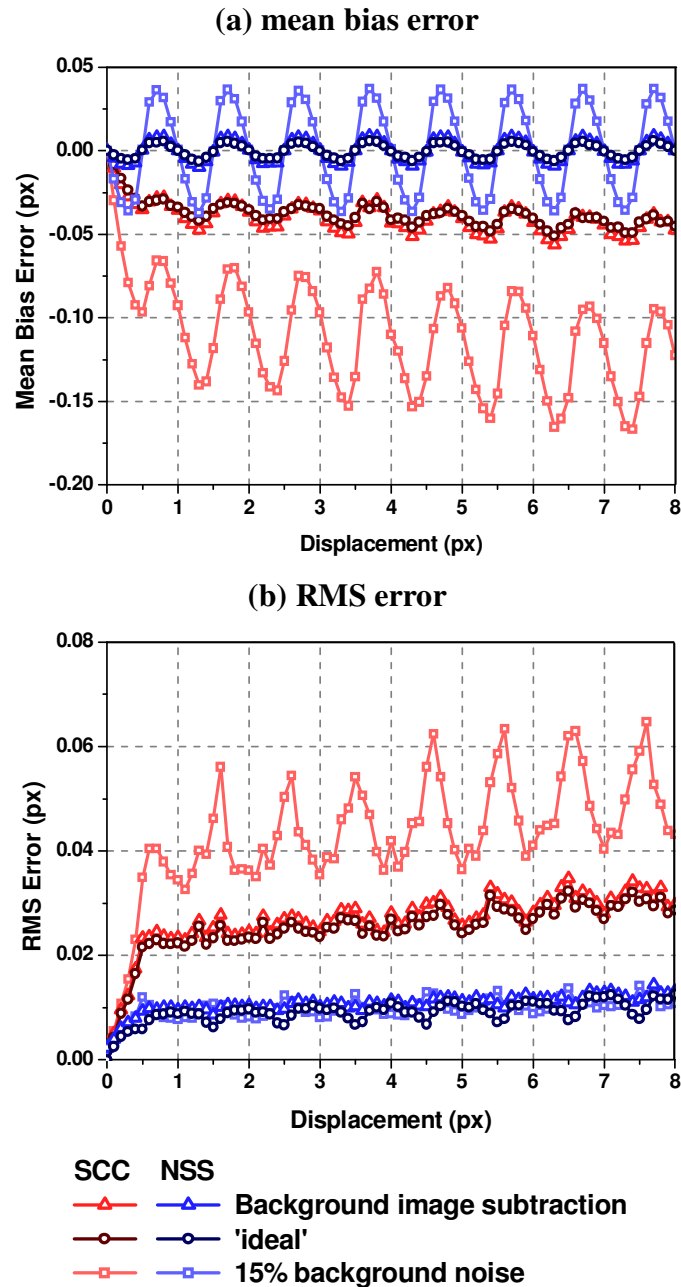 (a) mean bias error
0.05
0.00
-0.05
-0.10
-0.15
-0.20
Mean Bias Error (px)
0 1 2 3 4 5 6 7 8
Displacement (px)
(b) RMS error
0.08
0.06
0.04
0.02
0.00
RMS Error (px)
0 1 2 3 4 5 6 7 8
Displacement (px)
SCC NSS
Background image subtraction
'ideal'
15% background noise